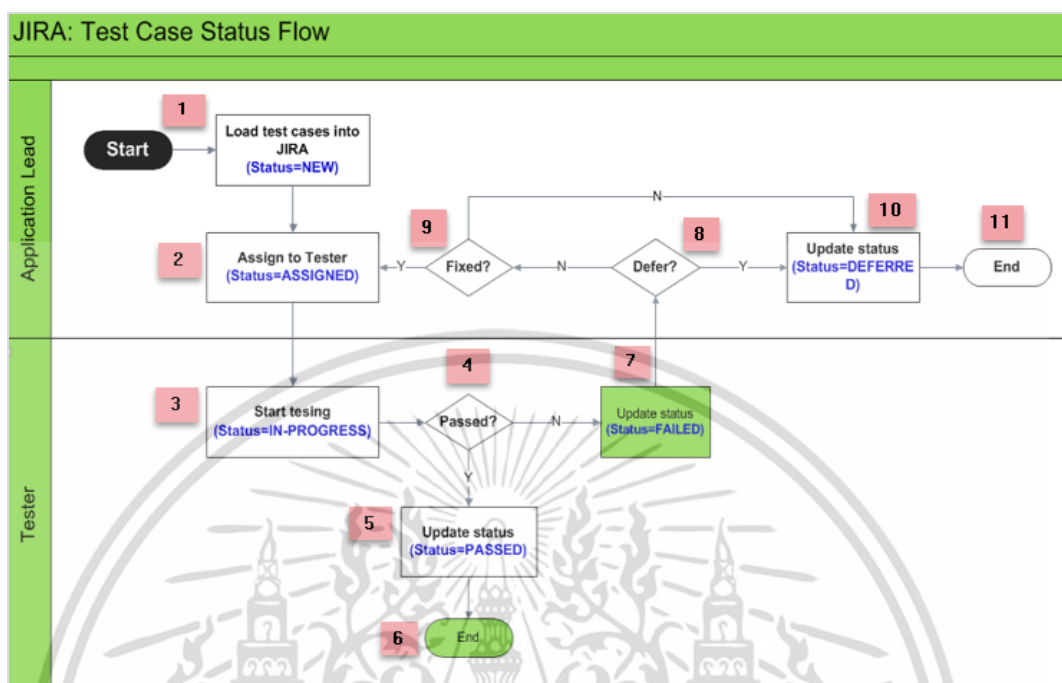 JIRA: Test Case Status Flow
Application Lead
1
Start
Load test cases into
JIRA
(Status=NEW)
2
Assign to Tester
(Status=ASSIGNED)
Y
9
Fixed?
N
N
8
Defer?
Y
10
Update status
(Status=DEFERRE
D)
11
End
Tester
3
Start tesing
(Status=IN-PROGRESS)
4
Passed?
N
7
Update status
(Status=FAILED)
Y
5
Update status
(Status=PASSED)
6
End